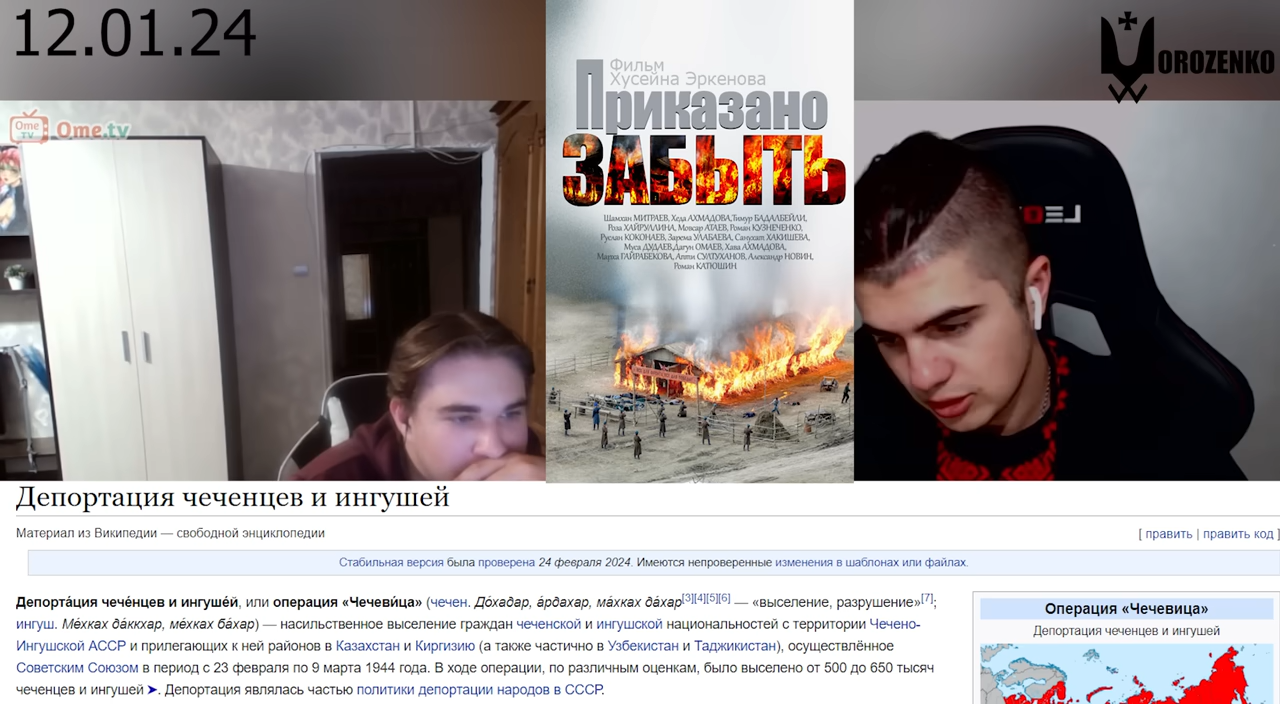 12.01.24
OROZENKO
Ome
TV
Ome.tv
Фильм
Хусейна Эркенова
Приказано
ЗАБЫТЬ
Шамхан МИТРАЕВ, Хеда АХМАДОВА, Тимур БАДАЛБЕЙЛИ,
Роза ХАЙРУЛЛИНА, Мовсар АТАЕВ, Роман КУЗНЕЧЕНКО,
Руслан КОКОНАЕВ, Зарема УЛАБАЕВА, Санухат ХАКИШЕВА,
Муса ДУДАЕВ, Дагун ОМАЕВ, Хава АХМАДОВА,
Марха ГАЙРАБЕКОВА, Апти СУЛТУХАНОВ, Александр НОВИН,
Роман КАТЮШИН
Депортация чеченцев и ингушей
Материал из Википедии — свободной энциклопедии
[ править | править код ]
Стабильная версия была проверена 24 февраля 2024. Имеются непроверенные изменения в шаблонах или файлах.
Депорта́ция чече́нцев и ингуше́й, или операция «Чечеви́ца» (чечен. До́хадар, а́рдахар, ма́хках да́хар[3][4][5][6] — «выселение, разрушение»[7];
ингуш. Ме́хках да́ккхар, ме́хках ба́хар) — насильственное выселение граждан чеченской и ингушской национальностей с территории Чечено-
Ингушской АССР и прилегающих к ней районов в Казахстан и Киргизию (а также частично в Узбекистан и Таджикистан), осуществлённое
Советским Союзом в период с 23 февраля по 9 марта 1944 года. В ходе операции, по различным оценкам, было выселено от 500 до 650 тысяч
чеченцев и ингушей ➤. Депортация являлась частью политики депортации народов в СССР.
Операция «Чечевица»
Депортация чеченцев и ингушей